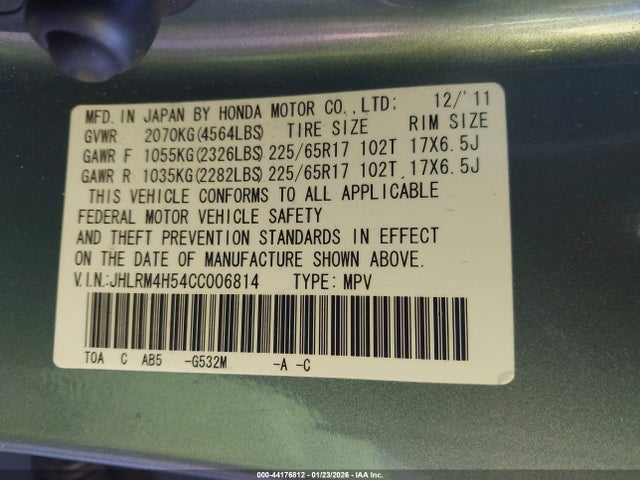 MFD. IN JAPAN BY HONDA MOTOR CO., LTD; 12/'11
GVWR 2070KG(4564LBS) TIRE SIZE RIM SIZE
GAWR F 1055KG(2326LBS) 225/65R17 102T 17X6.5J
GAWR R 1035KG(2282LBS) 225/65R17 102T 17X6.5J
THIS VEHICLE CONFORMS TO ALL APPLICABLE
FEDERAL MOTOR VEHICLE SAFETY
AND THEFT PREVENTION STANDARDS IN EFFECT
ON THE DATE OF MANUFACTURE SHOWN ABOVE.
V.I.N.:JHLRM4H54CC006814 TYPE: MPV
TOA C AB5 -G532M -A -C
000-44176812 - 01/23/2026 - IAA Inc.